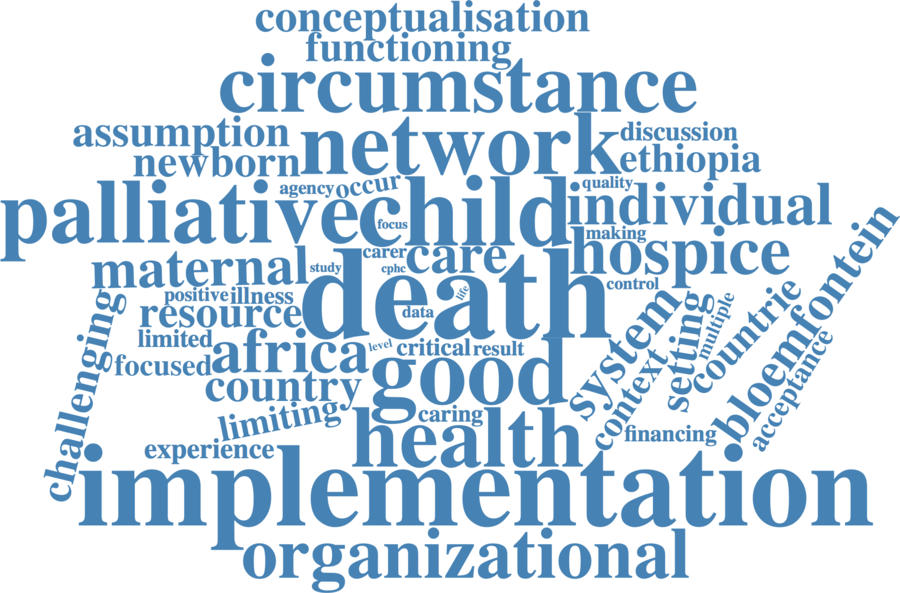 conceptualisation
functioning
circumstance
assumption
network
discussion
newborn
ethiopia
agency
occur
quality
palliative
child
individual
focus
making
carer
care
hospice
maternal
study
cphc
death
control
positive
illness
life
resource
data
limited
level
critical
result
focused
africa
good
system
setting
multiple
countrie
bloemfontein
challenging
country
context
acceptance
limiting
caring
financing
experience
health
implementation
organizational